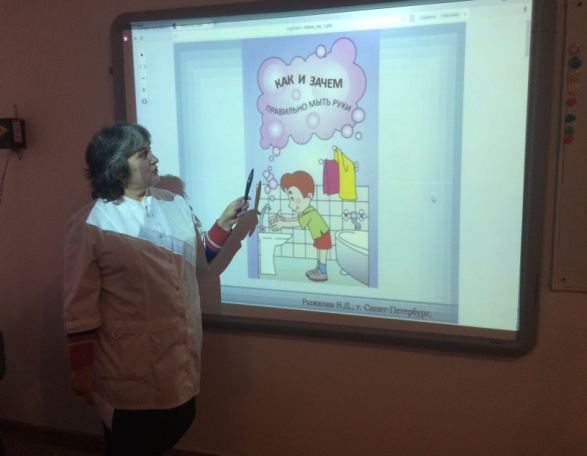 КАК И ЗАЧЕМ
ПРАВИЛЬНО МЫТЬ РУКИ
Рыжкова Н.Д., г. Санкт-Петербург,